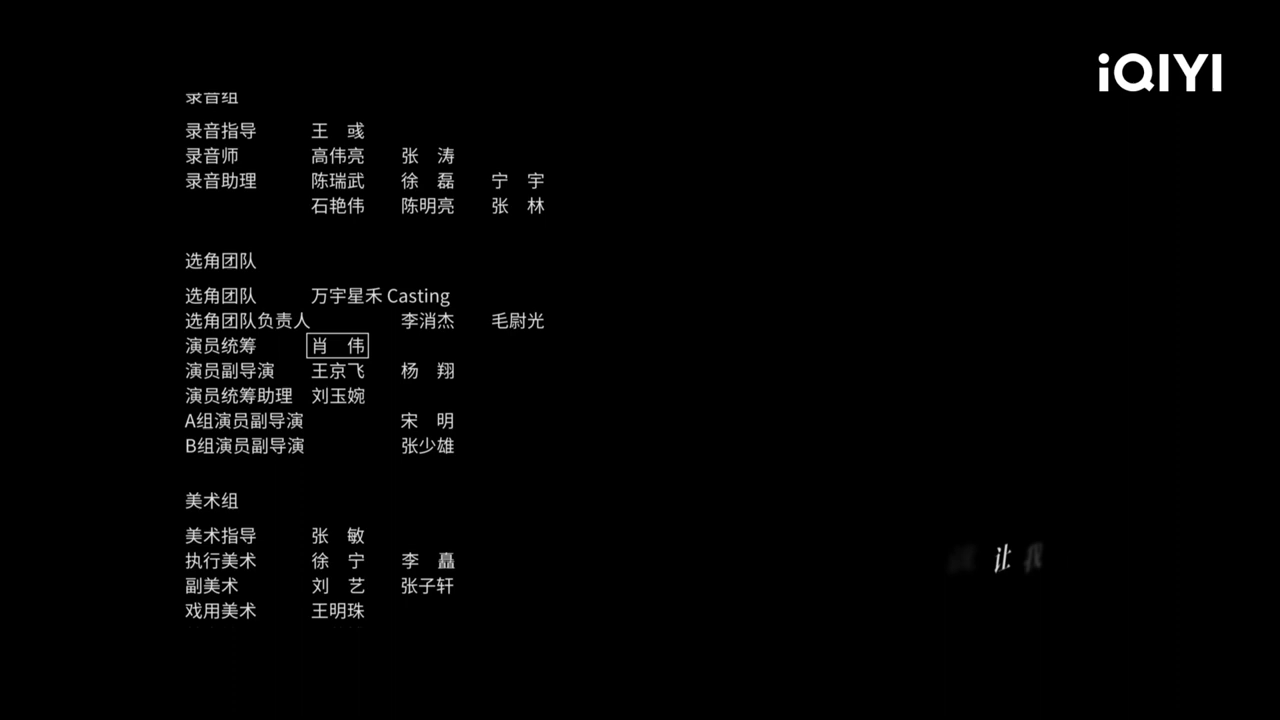 iQIYI
录音组
录音指导 王 彧
录音师 高伟亮 张 涛
录音助理 陈瑞武 徐 磊 宁 宇
石艳伟 陈明亮 张 林
选角团队
选角团队 万宇星禾 Casting
选角团队负责人 李消杰 毛尉光
演员统筹 肖 伟
演员副导演 王京飞 杨 翔
演员统筹助理 刘玉婉
A组演员副导演 宋 明
B组演员副导演 张少雄
美术组
美术指导 张 敏
执行美术 徐 宁 李 矗
副美术 刘 艺 张子轩
戏用美术 王明珠
让我